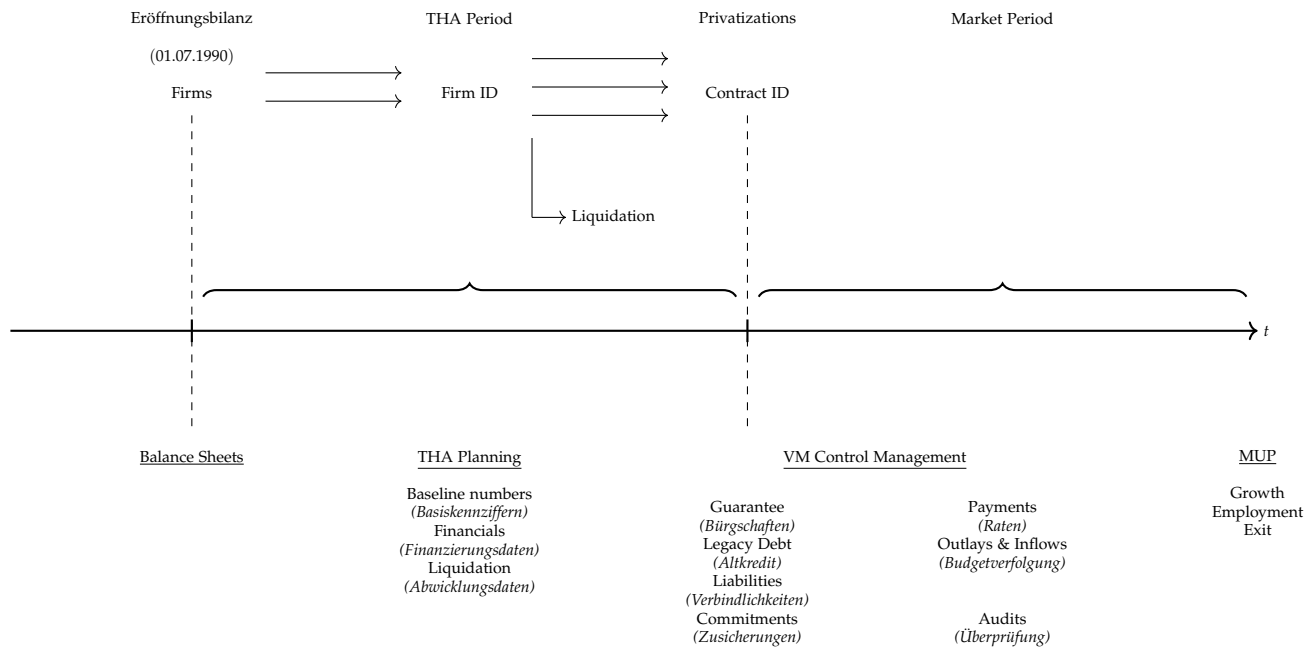 Eröffnungsbilanz
(01.07.1990)
Firms
THA Period
Firm ID
Privatizations
Contract ID
Market Period
Liquidation
t
Balance Sheets
THA Planning
Baseline numbers
(Basiskennziffern)
Financials
(Finanzierungsdaten)
Liquidation
(Abwicklungsdaten)
VM Control Management
Guarantee
(Bürgschaften)
Legacy Debt
(Altkredit)
Liabilities
(Verbindlichkeiten)
Commitments
(Zusicherungen)
Payments
(Raten)
Outlays & Inflows
(Budgetverfolgung)
Audits
(Überprüfung)
MUP
Growth
Employment
Exit